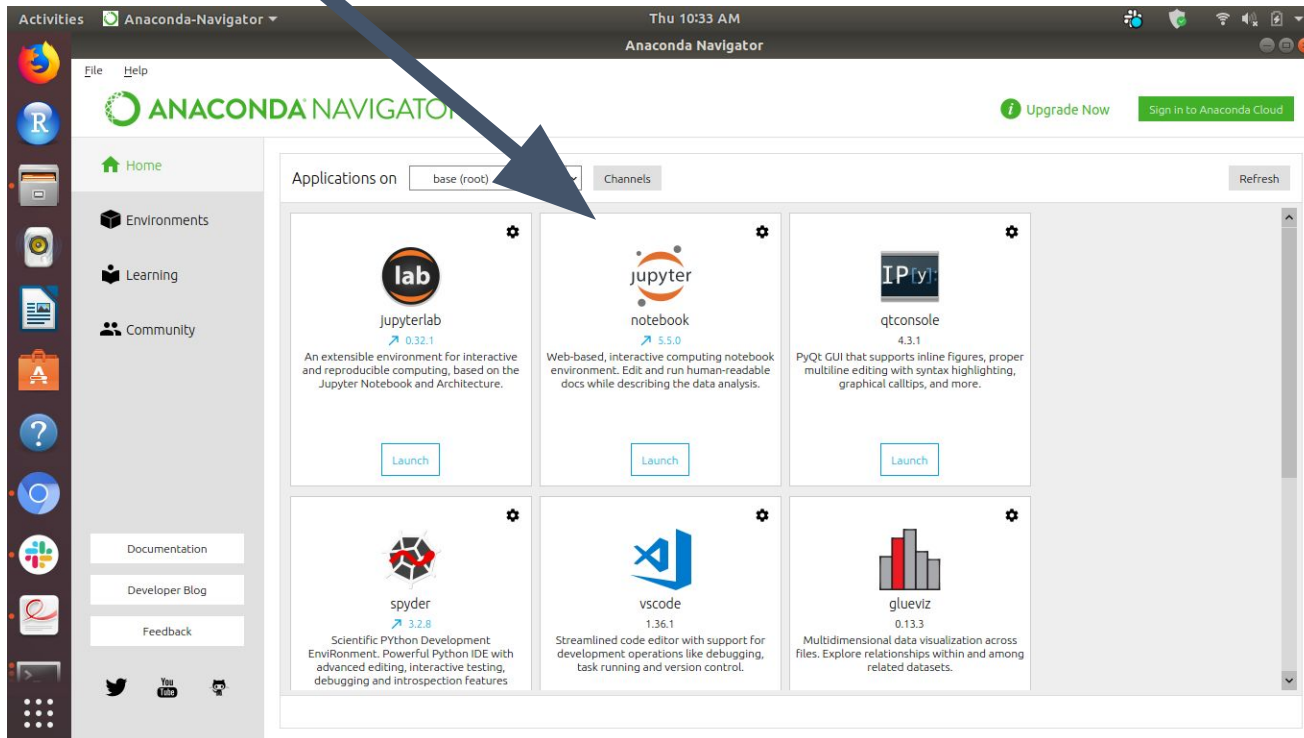 Activities Anaconda-Navigator Thu 10:33 AM
Anaconda Navigator
File Help
ANACONDA NAVIGATOR
Upgrade Now
Sign in to Anaconda Cloud
Home
Environments
Learning
Community
Documentation
Developer Blog
Feedback
You
Tube
Applications on base (root) Channels Refresh
lab
jupyterlab
0.32.1
An extensible environment for interactive
and reproducible computing, based on the
Jupyter Notebook and Architecture.
Launch
jupyter
notebook
5.5.0
Web-based, interactive computing notebook
environment. Edit and run human-readable
docs while describing the data analysis.
Launch
IP[y]:
qtconsole
4.3.1
PyQt GUI that supports inline figures, proper
multiline editing with syntax highlighting,
graphical calltips, and more.
Launch
spyder
3.2.8
Scientific PYthon Development
EnviRonment. Powerful Python IDE with
advanced editing, interactive testing,
debugging and introspection features
vscode
1.36.1
Streamlined code editor with support for
development operations like debugging,
task running and version control.
glueviz
0.13.3
Multidimensional data visualization across
files. Explore relationships within and among
related datasets.
R
A
?